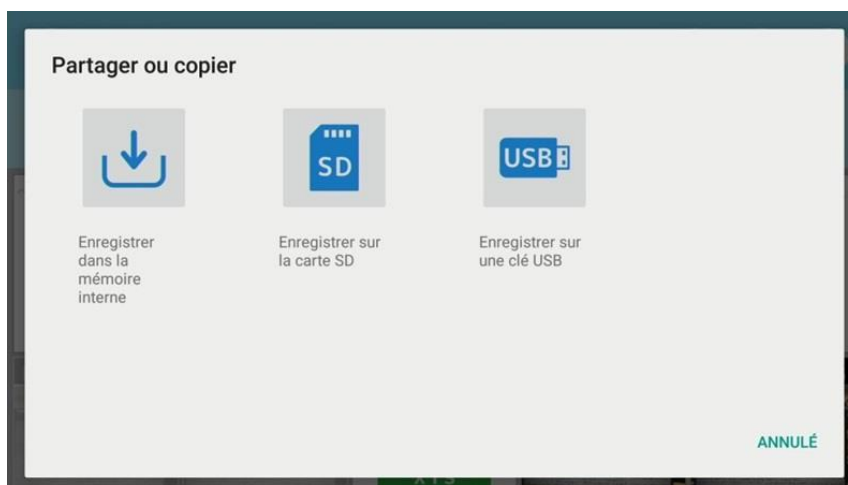 Partager ou copier
SD
USB
Enregistrer
dans la
mémoire
interne
Enregistrer sur
la carte SD
Enregistrer sur
une clé USB
ANNULÉ